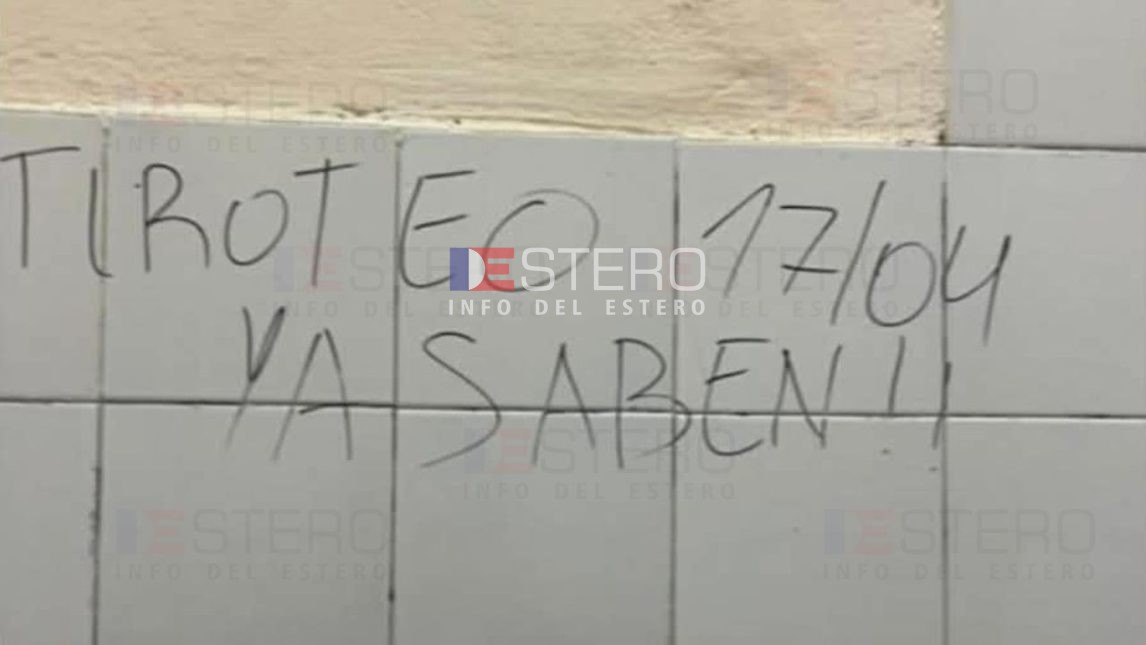 TIROTEO 17/04
YA SABEN!!
ESTERO
INFO DEL ESTERO